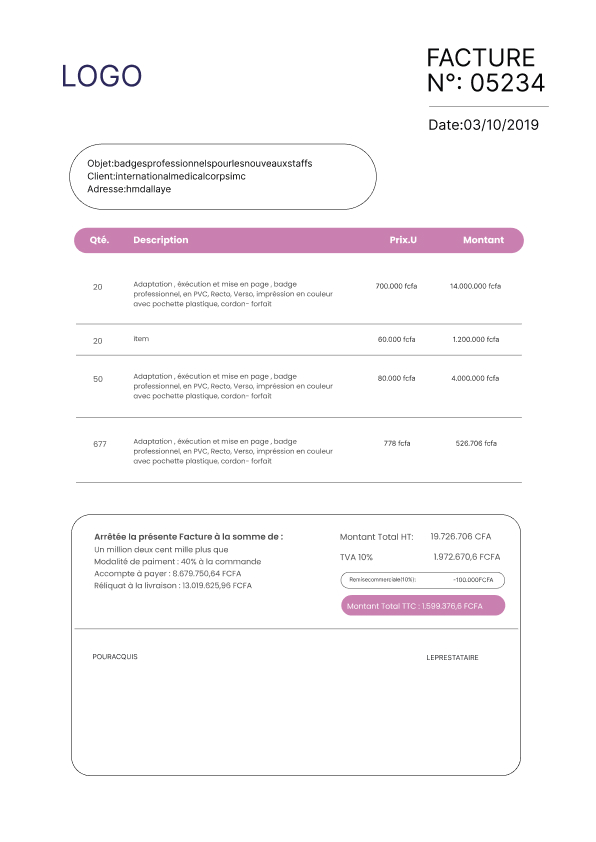 LOGO
FACTURE
N°: 05234
Date:03/10/2019
Objet:badgesprofessionnelspourlesnouveauxstaffs
Client:internationalmedicalcorpsimc
Adresse:hmdallaye
Qté. Description Prix.U Montant
20 Adaptation , éxécution et mise en page , badge 700.000 fcfa 14.000.000 fcfa
professionnel, en PVC, Recto, Verso, impréssion en couleur
avec pochette plastique, cordon- forfait
20 Item 60.000 fcfa 1.200.000 fcfa
50 Adaptation , éxécution et mise en page , badge 80.000 fcfa 4.000.000 fcfa
professionnel, en PVC, Recto, Verso, impréssion en couleur
avec pochette plastique, cordon- forfait
677 Adaptation , éxécution et mise en page , badge 778 fcfa 526.706 fcfa
professionnel, en PVC, Recto, Verso, impréssion en couleur
avec pochette plastique, cordon- forfait
Arrêtée la présente Facture à la somme de :
Un million deux cent mille plus que
Modalité de paiment : 40% à la commande
Accompte à payer : 8.679.750,64 FCFA
Réliquat à la livraison : 13.019.625,96 FCFA
Montant Total HT: 19.726.706 CFA
TVA 10% 1.972.670,6 FCFA
Remisecommerciale(10%): -100.000FCFA
Montant Total TTC : 1.599.376,6 FCFA
POURACQUIS LEPRESTATAIRE